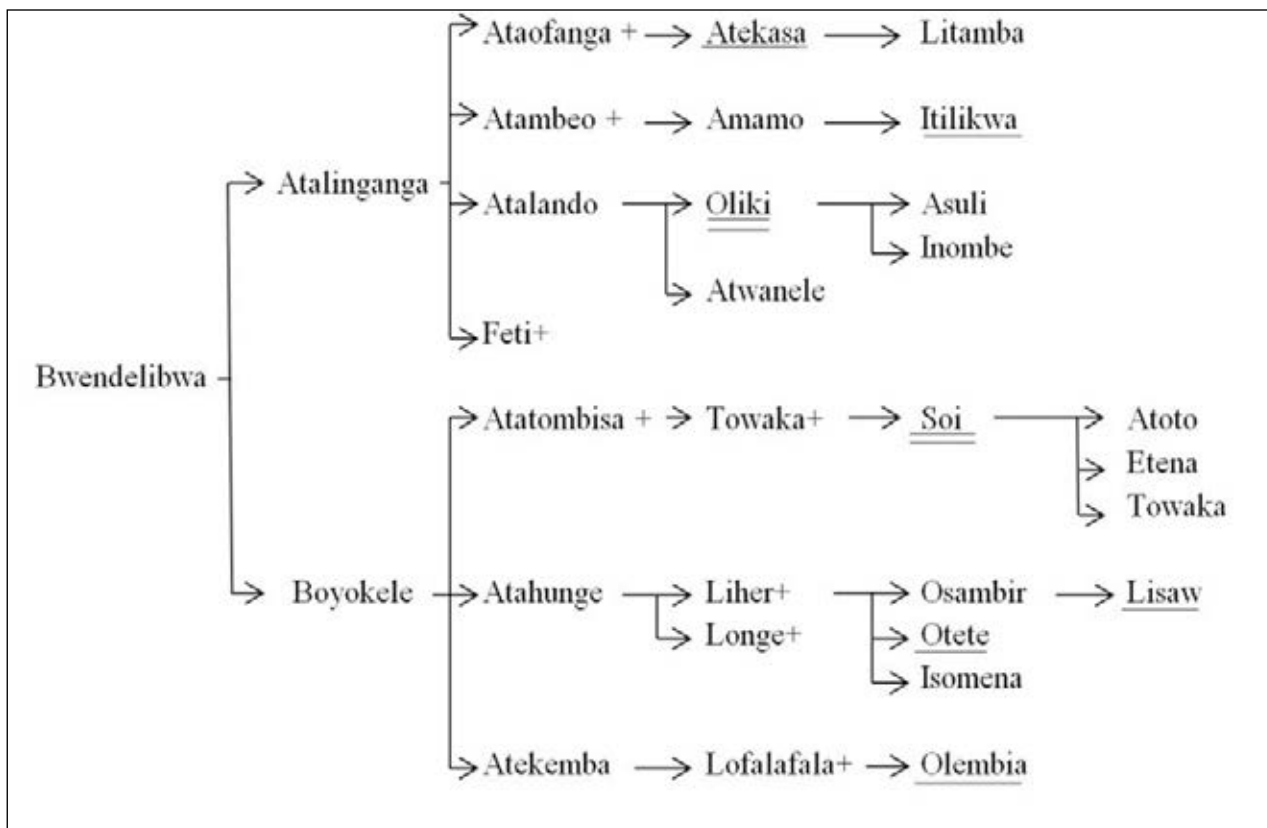 Ataofanga + Atekasa Litamba
Atambeo + Amamo Itilikwa
Atalinganga
Atalando Oliki Asuli
Inombe
Atwanele
Feti+
Bwendelibwa
Atatombisa + Towaka+ Soi Atoto
Etena
Towaka
Boyokele Atahunge Liher+ Osambir Lisaw
Longe+ Otete
Isomena
Atekemba Lofalafala+ Olembia